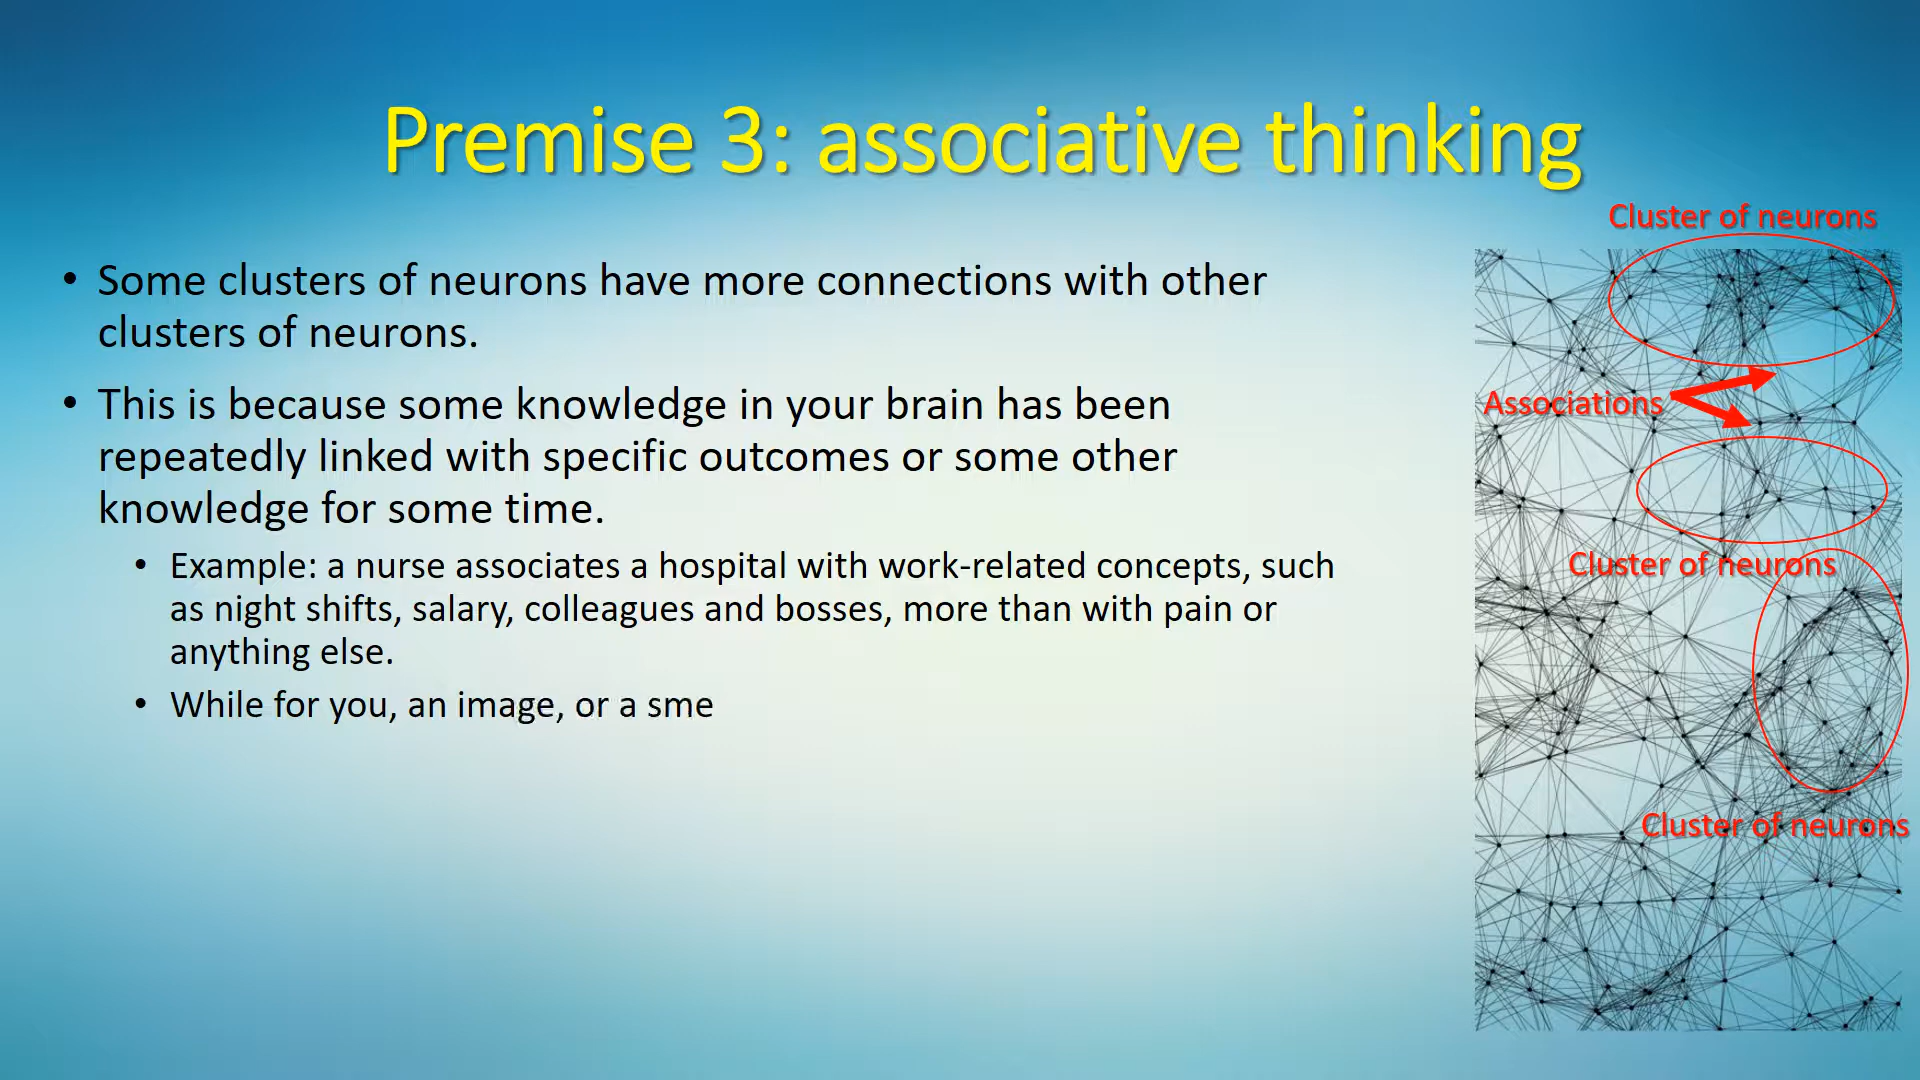 Premise 3: associative thinking
• Some clusters of neurons have more connections with other
clusters of neurons.
• This is because some knowledge in your brain has been
repeatedly linked with specific outcomes or some other
knowledge for some time.
• Example: a nurse associates a hospital with work-related concepts, such
as night shifts, salary, colleagues and bosses, more than with pain or
anything else.
• While for you, an image, or a sme
Cluster of neurons
Associations
Cluster of neurons
Cluster of neurons